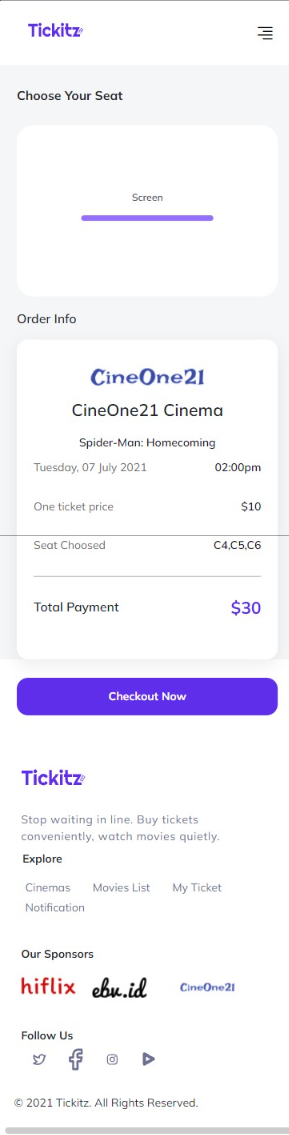 Tickitz
Choose Your Seat
Screen
Order Info
CineOne21
CineOne21 Cinema
Spider-Man: Homecoming
Tuesday, 07 July 2021 02:00pm
One ticket price $10
Seat Choosed C4,C5,C6
Total Payment $30
Checkout Now
Tickitz
Stop waiting in line. Buy tickets
conveniently, watch movies quietly.
Explore
Cinemas Movies List My Ticket
Notification
Our Sponsors
hiflix ebv.id CineOne21
Follow Us
© 2021 Tickitz. All Rights Reserved.